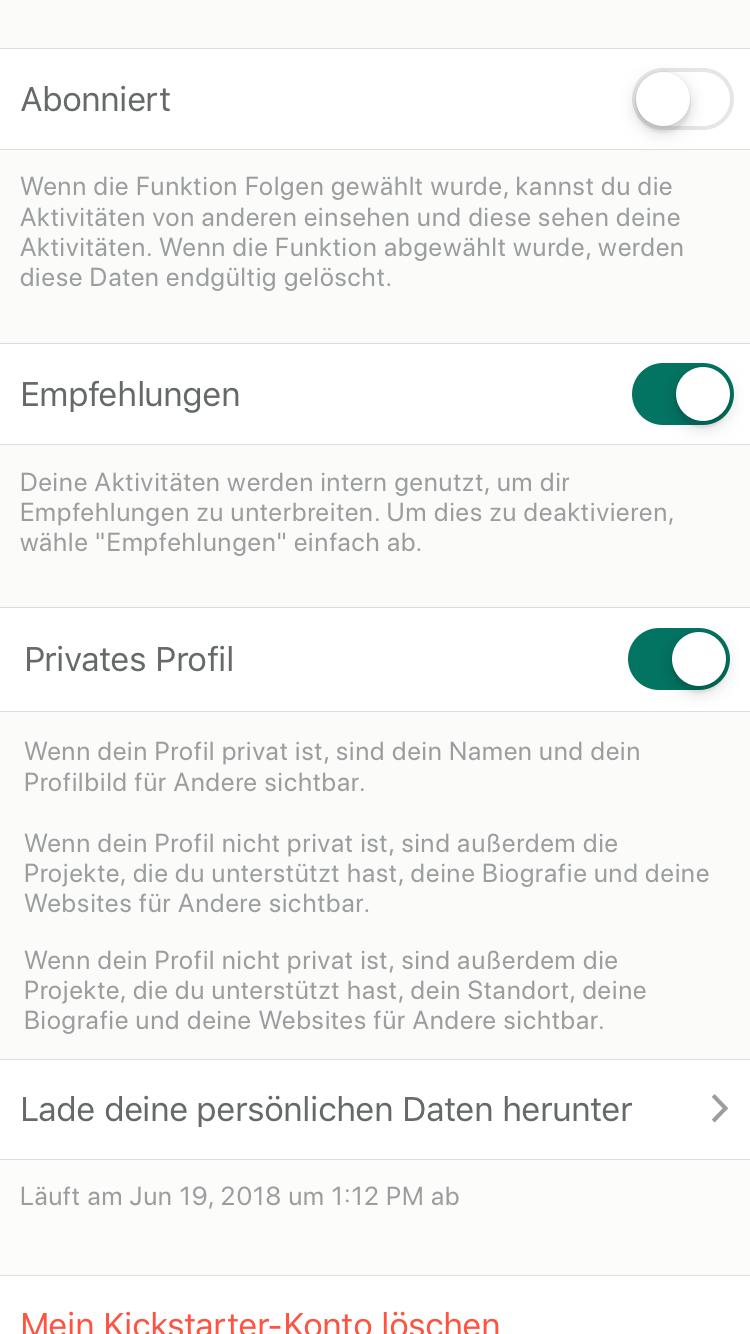 Abonniert
Wenn die Funktion Folgen gewählt wurde, kannst du die
Aktivitäten von anderen einsehen und diese sehen deine
Aktivitäten. Wenn die Funktion abgewählt wurde, werden
diese Daten endgültig gelöscht.
Empfehlungen
Deine Aktivitäten werden intern genutzt, um dir
Empfehlungen zu unterbreiten. Um dies zu deaktivieren,
wähle "Empfehlungen" einfach ab.
Privates Profil
Wenn dein Profil privat ist, sind dein Namen und dein
Profilbild für Andere sichtbar.
Wenn dein Profil nicht privat ist, sind außerdem die
Projekte, die du unterstützt hast, deine Biografie und deine
Websites für Andere sichtbar.
Wenn dein Profil nicht privat ist, sind außerdem die
Projekte, die du unterstützt hast, dein Standort, deine
Biografie und deine Websites für Andere sichtbar.
Lade deine persönlichen Daten herunter
Läuft am Jun 19, 2018 um 1:12 PM ab
Mein Kickstarter-Konto löschen